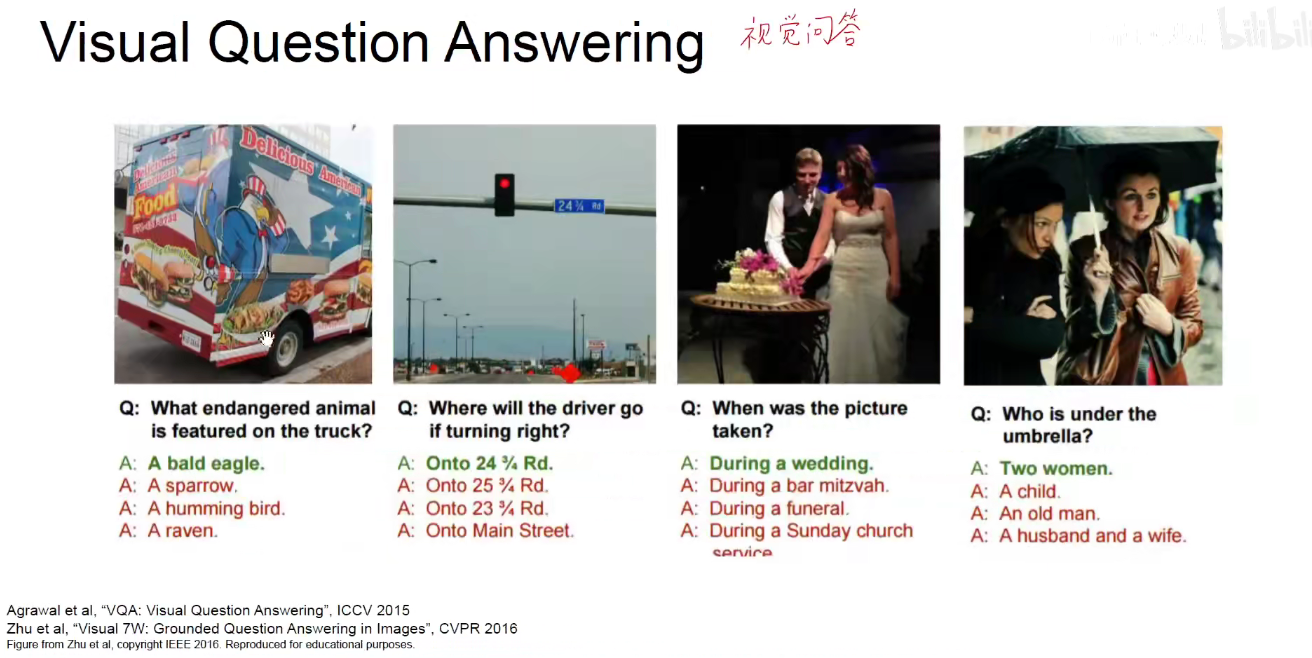 Visual Question Answering
视觉问答
bilibili
Delicious American
Food
24 ¾ Rd
Q: What endangered animal
is featured on the truck?
A: A bald eagle.
A: A sparrow.
A: A humming bird.
A: A raven.
Q: Where will the driver go
if turning right?
A: Onto 24 ¾ Rd.
A: Onto 25 ¾ Rd.
A: Onto 23 ¾ Rd.
A: Onto Main Street.
Q: When was the picture
taken?
A: During a wedding.
A: During a bar mitzvah.
A: During a funeral.
A: During a Sunday church
service
Q: Who is under the
umbrella?
A: Two women.
A: A child.
A: An old man.
A: A husband and a wife.
Agrawal et al, “VQA: Visual Question Answering”, ICCV 2015
Zhu et al, “Visual 7W: Grounded Question Answering in Images”, CVPR 2016
Figure from Zhu et al, copyright IEEE 2016. Reproduced for educational purposes.